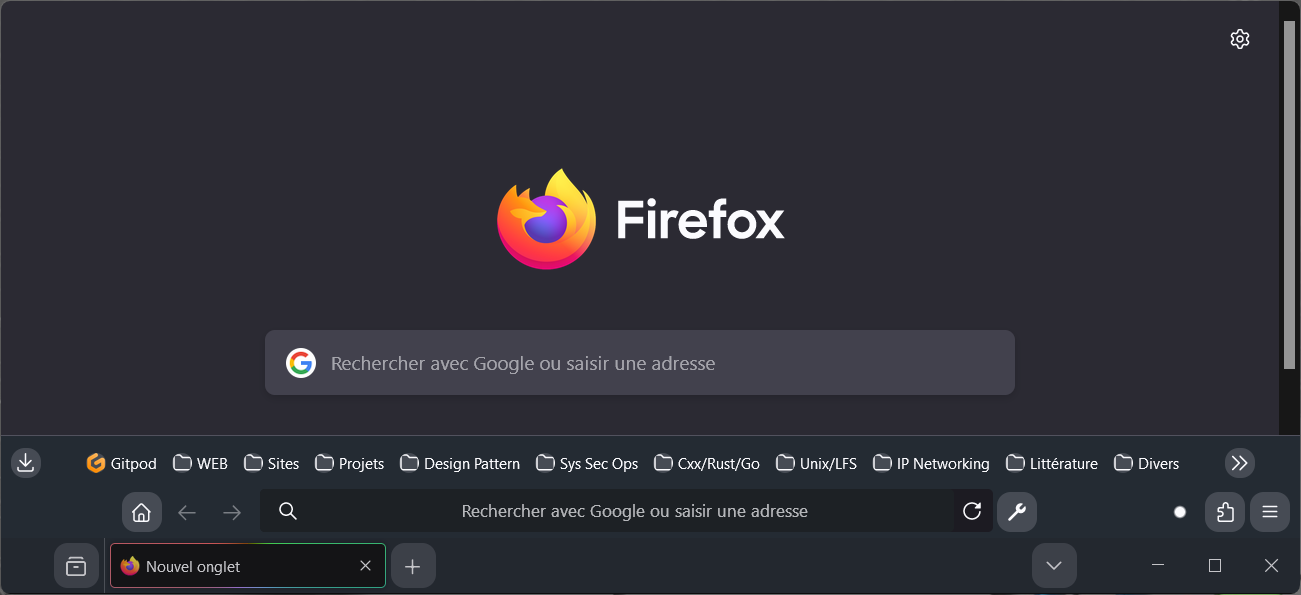 Firefox
Rechercher avec Google ou saisir une adresse
Gitpod WEB Sites Projets Design Pattern Sys Sec Ops Cxx/Rust/Go Unix/LFS IP Networking Littérature Divers
Rechercher avec Google ou saisir une adresse
Nouvel onglet